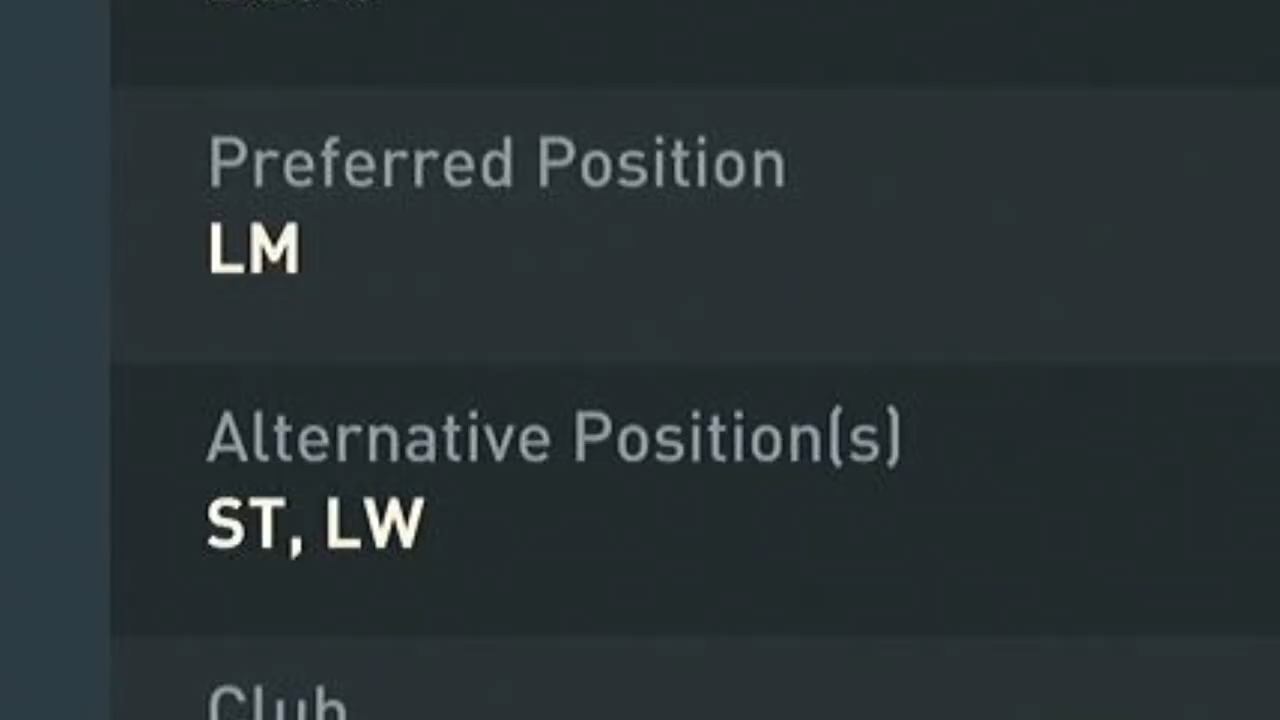 Preferred Position
LM
Alternative Position(s)
ST, LW
Club